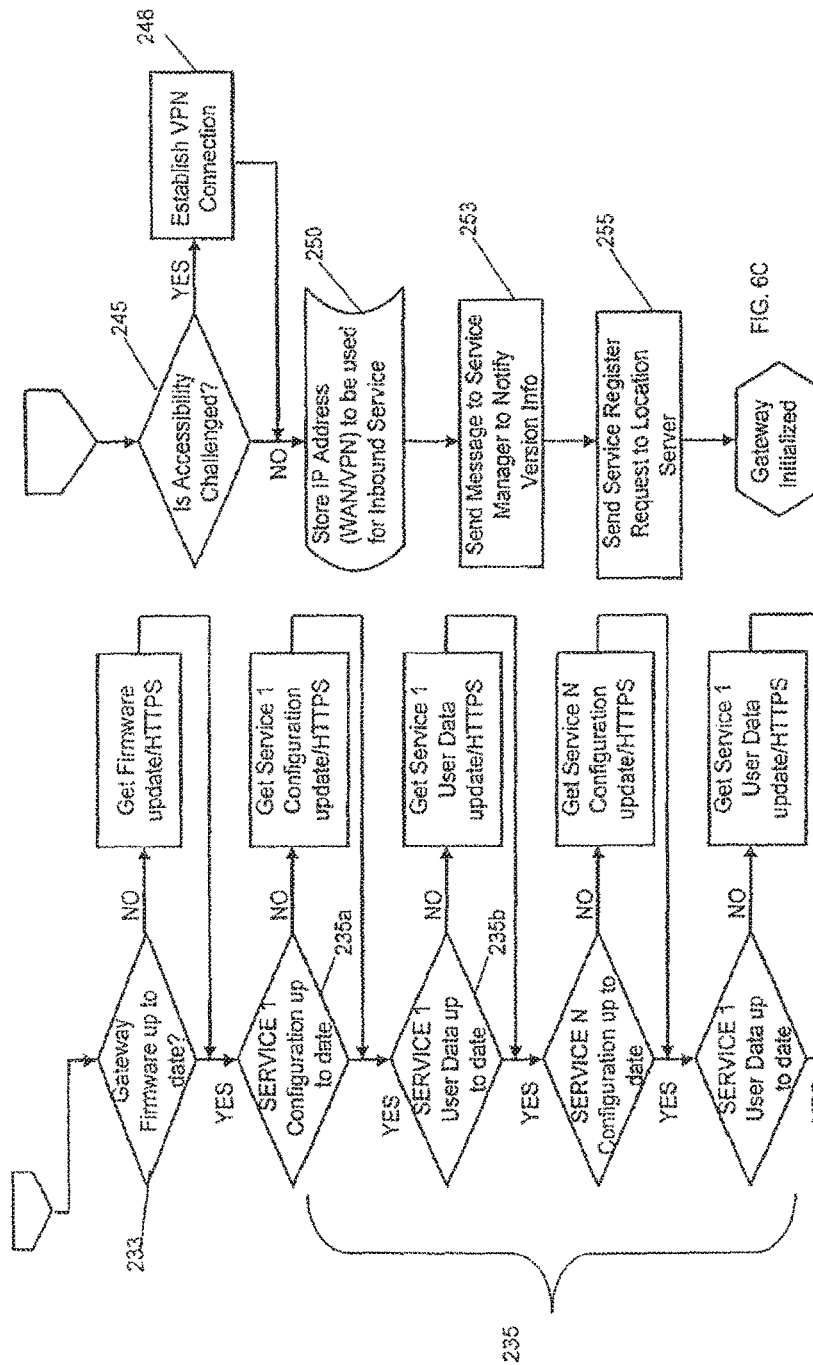 Gateway
Firmware up to
date?
233
NO
Get Firmware
update/HTTPS
YES
SERVICE 1
Configuration up
to date
235a
NO
Get Service 1
Configuration
update/HTTPS
YES
SERVICE 1
User Data up
to date
235b
NO
Get Service 1
User Data
update/HTTPS
YES
SERVICE N
Configuration up to
date
NO
Get Service N
Configuration
update/HTTPS
YES
SERVICE 1
User Data up
to date
NO
Get Service 1
User Data
update/HTTPS
235
Is Accessibility
Challenged?
245
YES
Establish VPN
Connection
248
NO
Store IP Address
(WAN/VPN) to be used
for Inbound Service
250
Send Message to Service
Manager to Notify
Version Info
253
Send Service Register
Request to Location
Server
255
Gateway
Initialized
FIG. 6C